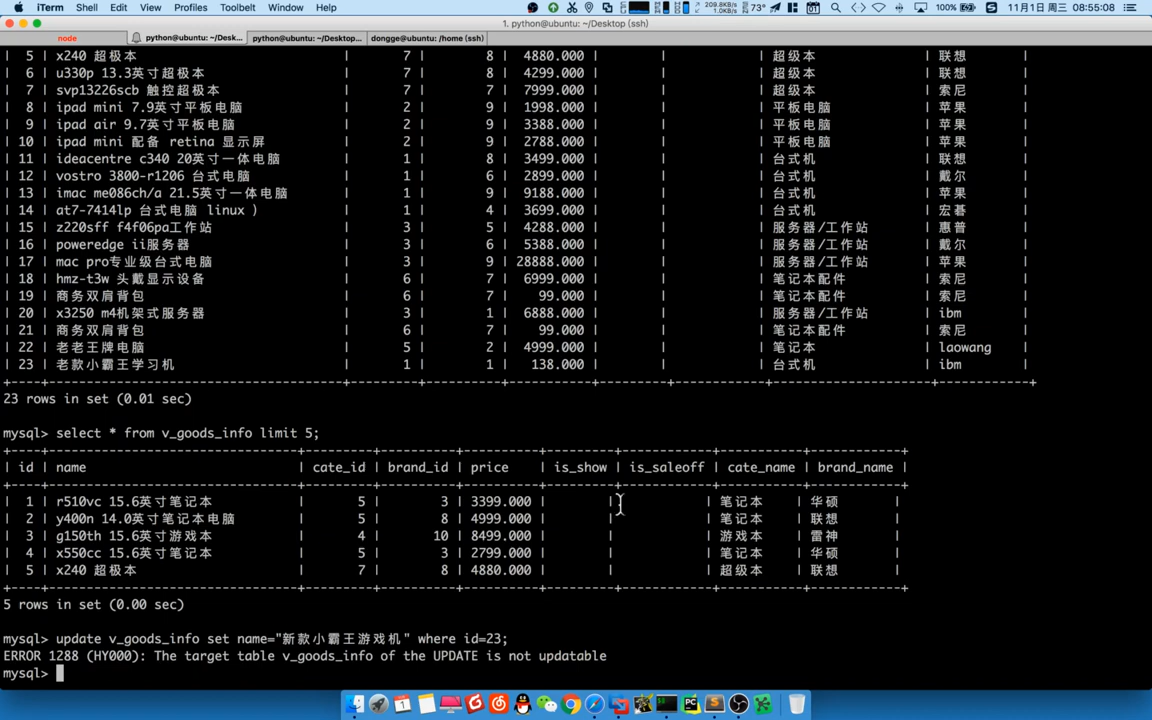 iTerm Shell Edit View Profiles Toolbelt Window Help 209.8KB/s 1.0KB/s 73° 100% 11月1日 周三 08:55:08
1. python@ubuntu: ~/Desktop (ssh)
node python@ubuntu: ~/Desk... python@ubuntu: ~/Desktop... dongge@ubuntu: /home (ssh)
| 5 | x240 超极本 | 7 | 8 | 4880.000 | | | 超级本 | 联想 |
| 6 | u330p 13.3英寸超极本 | 7 | 8 | 4299.000 | | | 超级本 | 联想 |
| 7 | svp13226scb 触控超极本 | 7 | 7 | 7999.000 | | | 超级本 | 索尼 |
| 8 | ipad mini 7.9英寸平板电脑 | 2 | 9 | 1998.000 | | | 平板电脑 | 苹果 |
| 9 | ipad air 9.7英寸平板电脑 | 2 | 9 | 3388.000 | | | 平板电脑 | 苹果 |
| 10 | ipad mini 配备 retina 显示屏 | 2 | 9 | 2788.000 | | | 平板电脑 | 苹果 |
| 11 | ideacentre c340 20英寸一体电脑 | 1 | 8 | 3499.000 | | | 台式机 | 联想 |
| 12 | vostro 3800-r1206 台式电脑 | 1 | 6 | 2899.000 | | | 台式机 | 戴尔 |
| 13 | imac me086ch/a 21.5英寸一体电脑 | 1 | 9 | 9188.000 | | | 台式机 | 苹果 |
| 14 | at7-7414lp 台式电脑 linux ) | 1 | 4 | 3699.000 | | | 台式机 | 宏碁 |
| 15 | z220sff f4f06pa工作站 | 3 | 5 | 4288.000 | | | 服务器/工作站 | 惠普 |
| 16 | poweredge ii服务器 | 3 | 6 | 5388.000 | | | 服务器/工作站 | 戴尔 |
| 17 | mac pro专业级台式电脑 | 3 | 9 | 28888.000 | | | 服务器/工作站 | 苹果 |
| 18 | hmz-t3w 头戴显示设备 | 6 | 7 | 6999.000 | | | 笔记本配件 | 索尼 |
| 19 | 商务双肩背包 | 6 | 7 | 99.000 | | | 笔记本配件 | 索尼 |
| 20 | x3250 m4机架式服务器 | 3 | 1 | 6888.000 | | | 服务器/工作站 | ibm |
| 21 | 商务双肩背包 | 6 | 7 | 99.000 | | | 笔记本配件 | 索尼 |
| 22 | 老老王牌电脑 | 5 | 2 | 4999.000 | | | 笔记本 | laowang |
| 23 | 老款小霸王学习机 | 1 | 1 | 138.000 | | | 台式机 | ibm |
23 rows in set (0.01 sec)
mysql> select * from v_goods_info limit 5;
| id | name | cate_id | brand_id | price | is_show | is_saleoff | cate_name | brand_name |
| 1 | r510vc 15.6英寸笔记本 | 5 | 3 | 3399.000 | | | 笔记本 | 华硕 |
| 2 | y400n 14.0英寸笔记本电脑 | 5 | 8 | 4999.000 | | | 笔记本 | 联想 |
| 3 | g150th 15.6英寸游戏本 | 4 | 10 | 8499.000 | | | 游戏本 | 雷神 |
| 4 | x550cc 15.6英寸笔记本 | 5 | 3 | 2799.000 | | | 笔记本 | 华硕 |
| 5 | x240 超极本 | 7 | 8 | 4880.000 | | | 超级本 | 联想 |
5 rows in set (0.00 sec)
mysql> update v_goods_info set name="新款小霸王游戏机" where id=23;
ERROR 1288 (HY000): The target table v_goods_info of the UPDATE is not updatable
mysql>